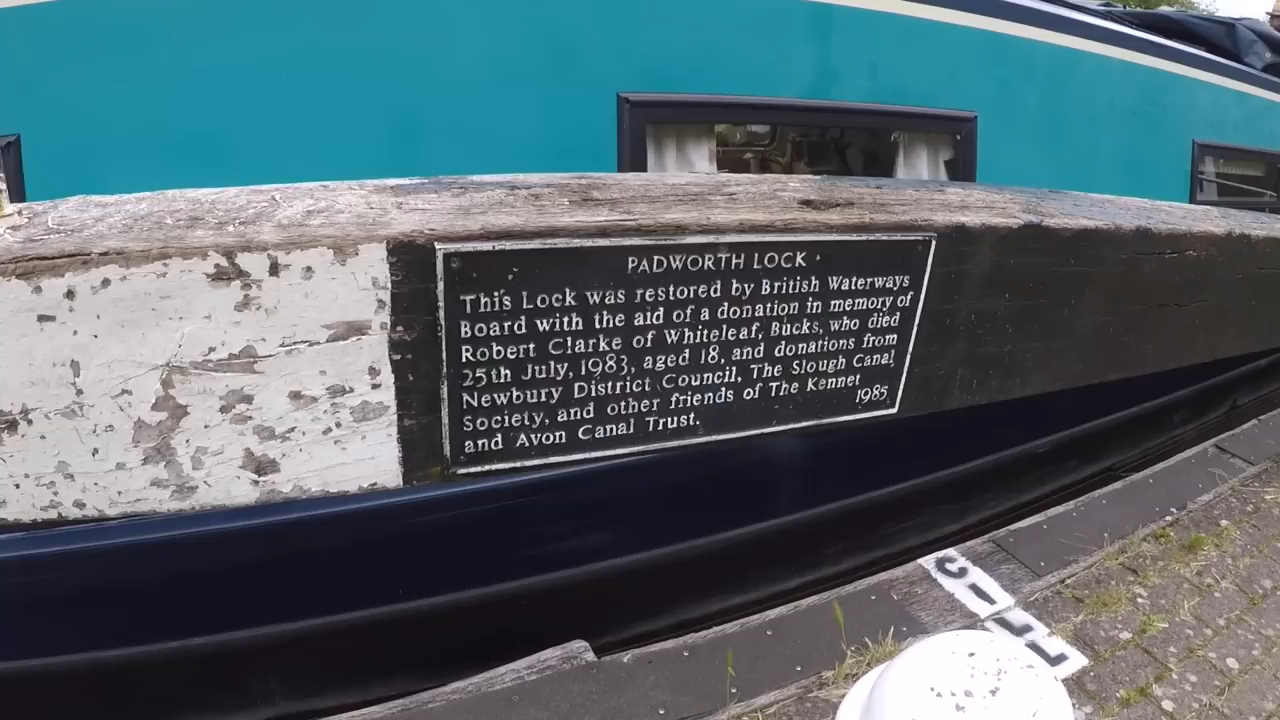 PADWORTH LOCK
This Lock was restored by British Waterways
Board with the aid of a donation in memory of
Robert Clarke of Whiteleaf, Bucks, who died
25th July, 1983, aged 18, and donations from
Newbury District Council, The Slough Canal
Society, and other friends of The Kennet
and Avon Canal Trust.
1985
CILL